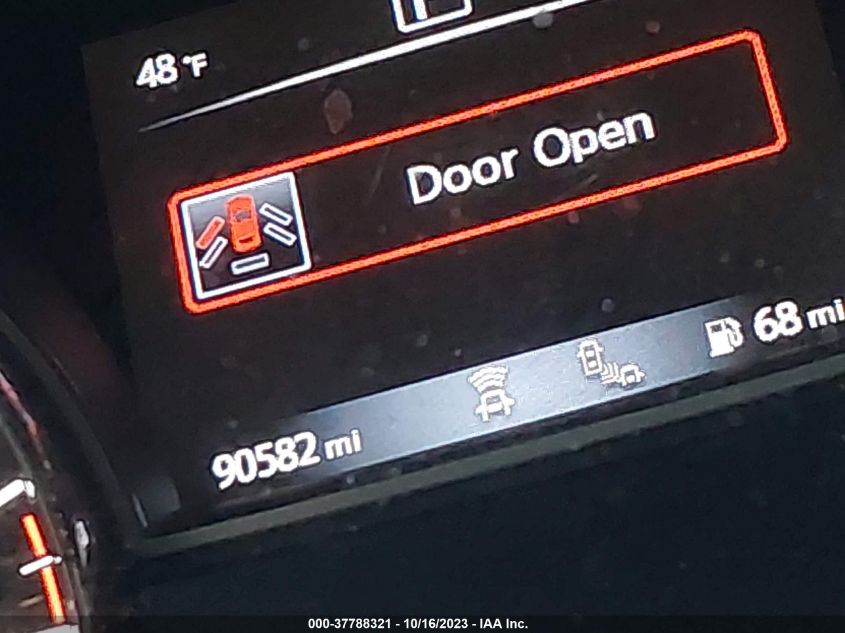 48 °F
Door Open
68 mi
90582 mi
000-37788321 - 10/16/2023 - IAA Inc.